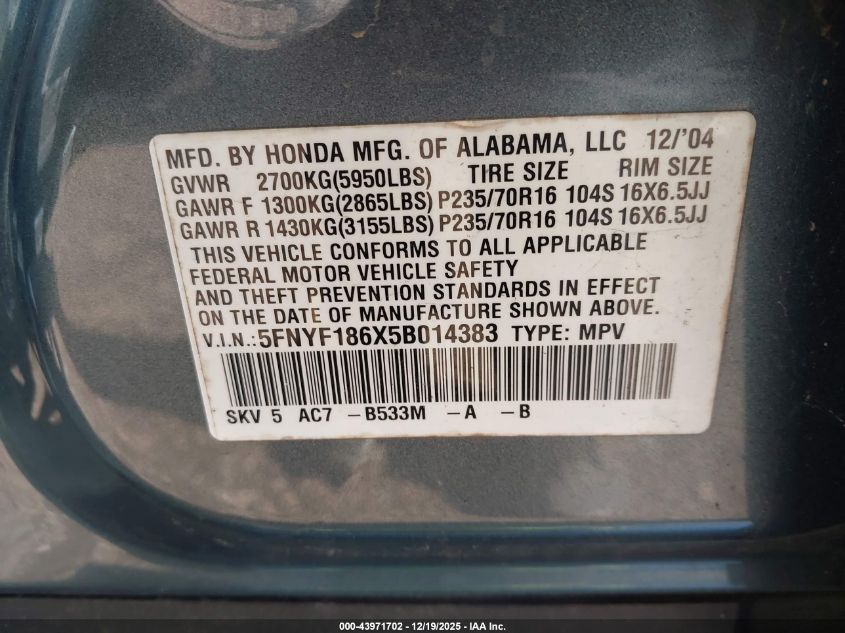 MFD. BY HONDA MFG. OF ALABAMA, LLC 12/'04
GVWR 2700KG(5950LBS) TIRE SIZE RIM SIZE
GAWR F 1300KG(2865LBS) P235/70R16 104S 16X6.5JJ
GAWR R 1430KG(3155LBS) P235/70R16 104S 16X6.5JJ
THIS VEHICLE CONFORMS TO ALL APPLICABLE
FEDERAL MOTOR VEHICLE SAFETY
AND THEFT PREVENTION STANDARDS IN EFFECT
ON THE DATE OF MANUFACTURE SHOWN ABOVE.
V.I.N.:5FNYF186X5B014383 TYPE: MPV
SKV 5 AC7 -B533M -A -B
000-43971702 - 12/19/2025 - IAA Inc.